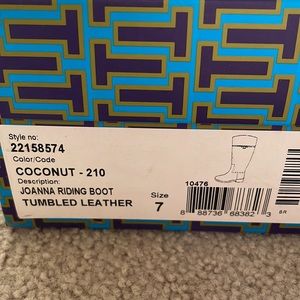 Style no:
22158574
Color/Code
COCONUT - 210
Description:
JOANNA RIDING BOOT
TUMBLED LEATHER
Size
7
10476
8 88736 68382 3
8R